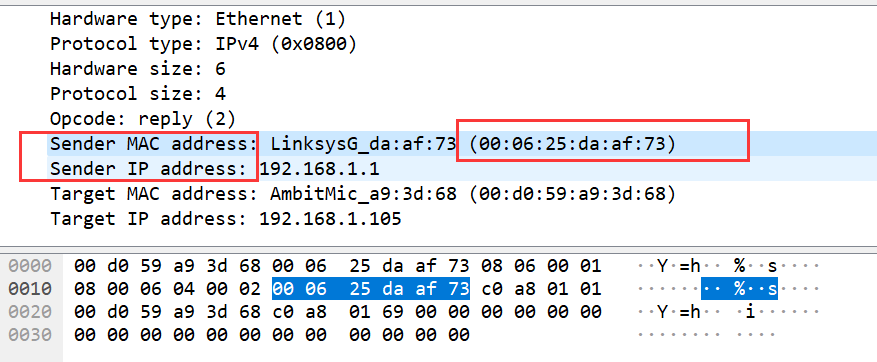 Hardware type: Ethernet (1)
Protocol type: IPv4 (0x0800)
Hardware size: 6
Protocol size: 4
Opcode: reply (2)
Sender MAC address: LinksysG_da:af:73 (00:06:25:da:af:73)
Sender IP address: 192.168.1.1
Target MAC address: AmbitMic_a9:3d:68 (00:d0:59:a9:3d:68)
Target IP address: 192.168.1.105
0000 00 d0 59 a9 3d 68 00 06 25 da af 73 08 06 00 01 ··Y·=h·· %··s····
0010 08 00 06 04 00 02 00 06 25 da af 73 c0 a8 01 01 ········ %··s····
0020 00 d0 59 a9 3d 68 c0 a8 01 69 00 00 00 00 00 00 ··Y·=h·· ·i······
0030 00 00 00 00 00 00 00 00 00 00 00 00 ········ ····